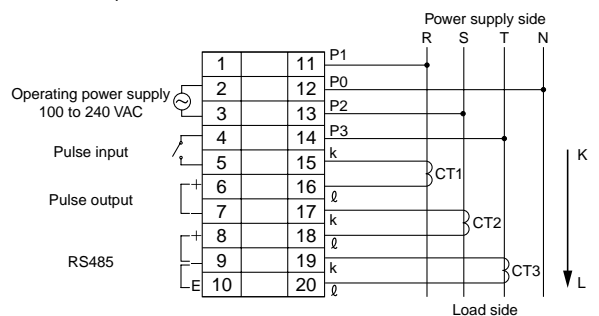 Power supply side
R S T N
1 11 P1
2 12 P0
Operating power supply
100 to 240 VAC
3 13 P2
4 14 P3
Pulse input
5 15 k
CT1
K
+ 6 16 ℓ
Pulse output
7 17 k
CT2
+ 8 18 ℓ
RS485
9 19 k
CT3
E 10 20 ℓ
L
Load side